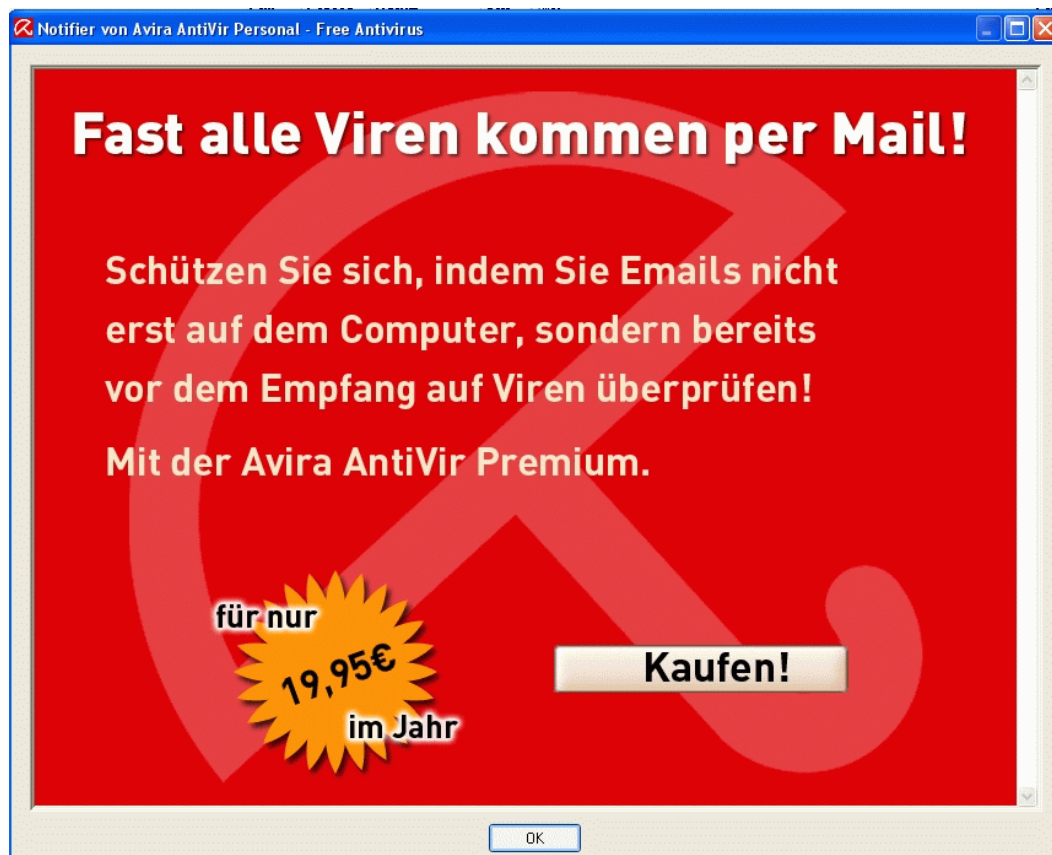 Notifier von Avira AntiVir Personal - Free Antivirus
Fast alle Viren kommen per Mail!
Schützen Sie sich, indem Sie Emails nicht
erst auf dem Computer, sondern bereits
vor dem Empfang auf Viren überprüfen!
Mit der Avira AntiVir Premium.
für nur
19,95€
im Jahr
Kaufen!
OK